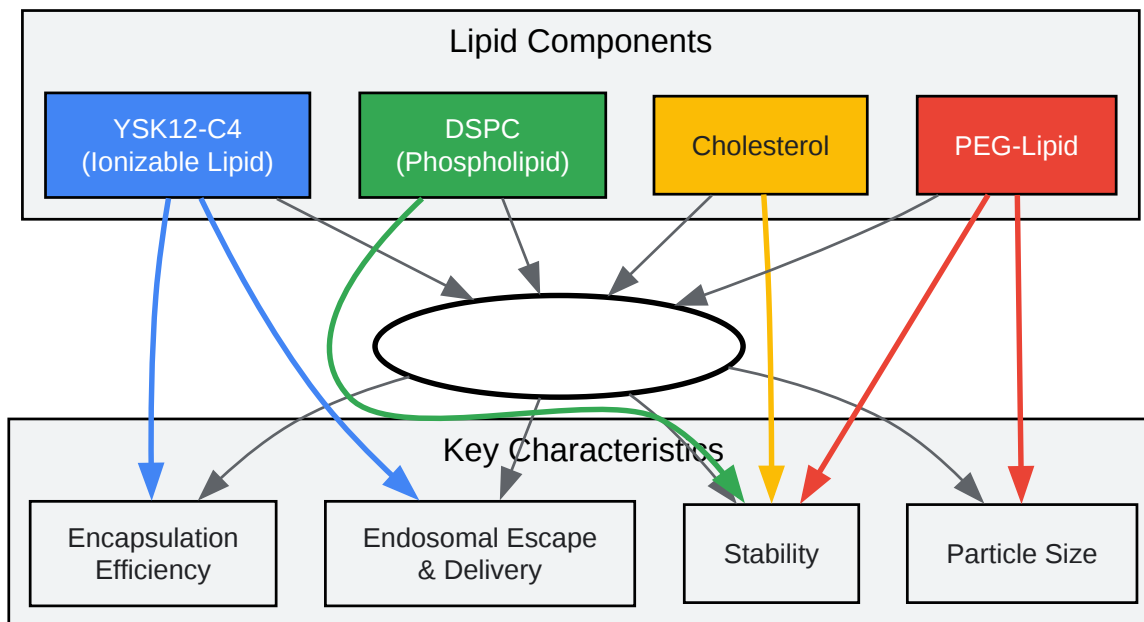 Lipid Components
YSK12-C4
(Ionizable Lipid)
DSPC
(Phospholipid)
Cholesterol
PEG-Lipid
Key Characteristics
Encapsulation
Efficiency
Endosomal Escape
& Delivery
Stability
Particle Size